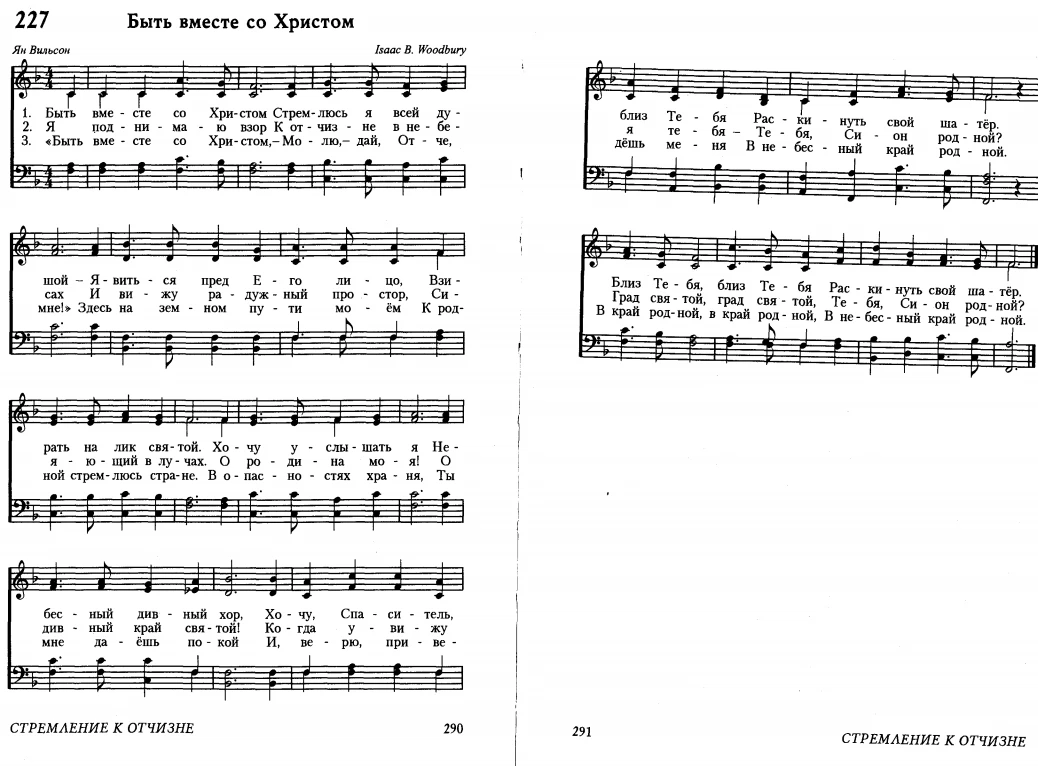 227 Быть вместе со Христом
Ян Вильсон Isaac B. Woodbury
1. Быть вме - сте со Хри-стом Стрем-люсь я всей ду -
2. Я под - ни - ма - ю взор К от-чиз - не в не - бе -
3. «Быть вме - сте со Хри-стом,–Мо - лю,–дай, От - че,
шой – Я - вить - ся пред Е - го ли - цо, Взи -
сах И ви - жу ра - дуж - ный про - стор, Си -
мне!» Здесь на зем - ном пу - ти мо - ём К род-
рать на лик свя-той. Хо - чу у - слы - шать я Не -
я - ю - щий в лу - чах. О ро - ди - на мо - я! О
ной стрем-люсь стра-не. В о - пас - но - стях хра - ня, Ты
бес - ный див - ный хор, Хо - чу, Спа - си - тель,
див - ный край свя-той! Ко - гда у - ви - жу
мне да - ёшь по - кой И, ве - рю, при - ве -
СТРЕМЛЕНИЕ К ОТЧИЗНЕ 290
близ Те - бя Рас - ки - нуть свой ша - тёр.
я те - бя – Те - бя, Си - он род - ной?
дёшь ме - ня В не - бес - ный край род - ной.
Близ Те - бя, близ Те - бя Рас - ки - нуть свой ша - тёр.
Град свя - той, град свя - той, Те - бя, Си - он род - ной?
В край род-ной, в край род - ной, В не - бес - ный край род - ной.
291 СТРЕМЛЕНИЕ К ОТЧИЗНЕ